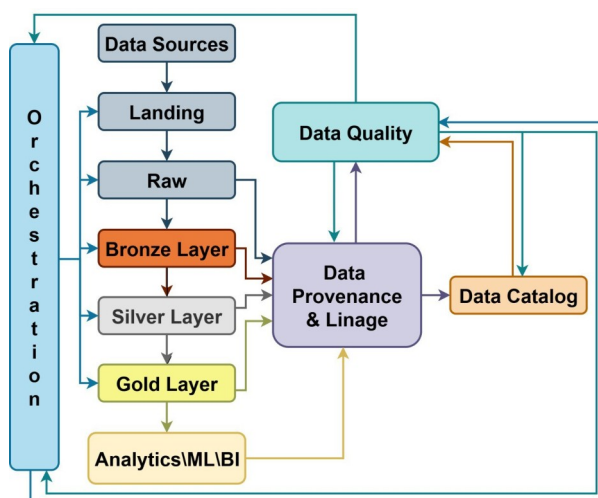 Orchestration
Data Sources
Landing
Raw
Bronze Layer
Silver Layer
Gold Layer
Analytics\ML\BI
Data Quality
Data
Provenance
& Linage
Data Catalog